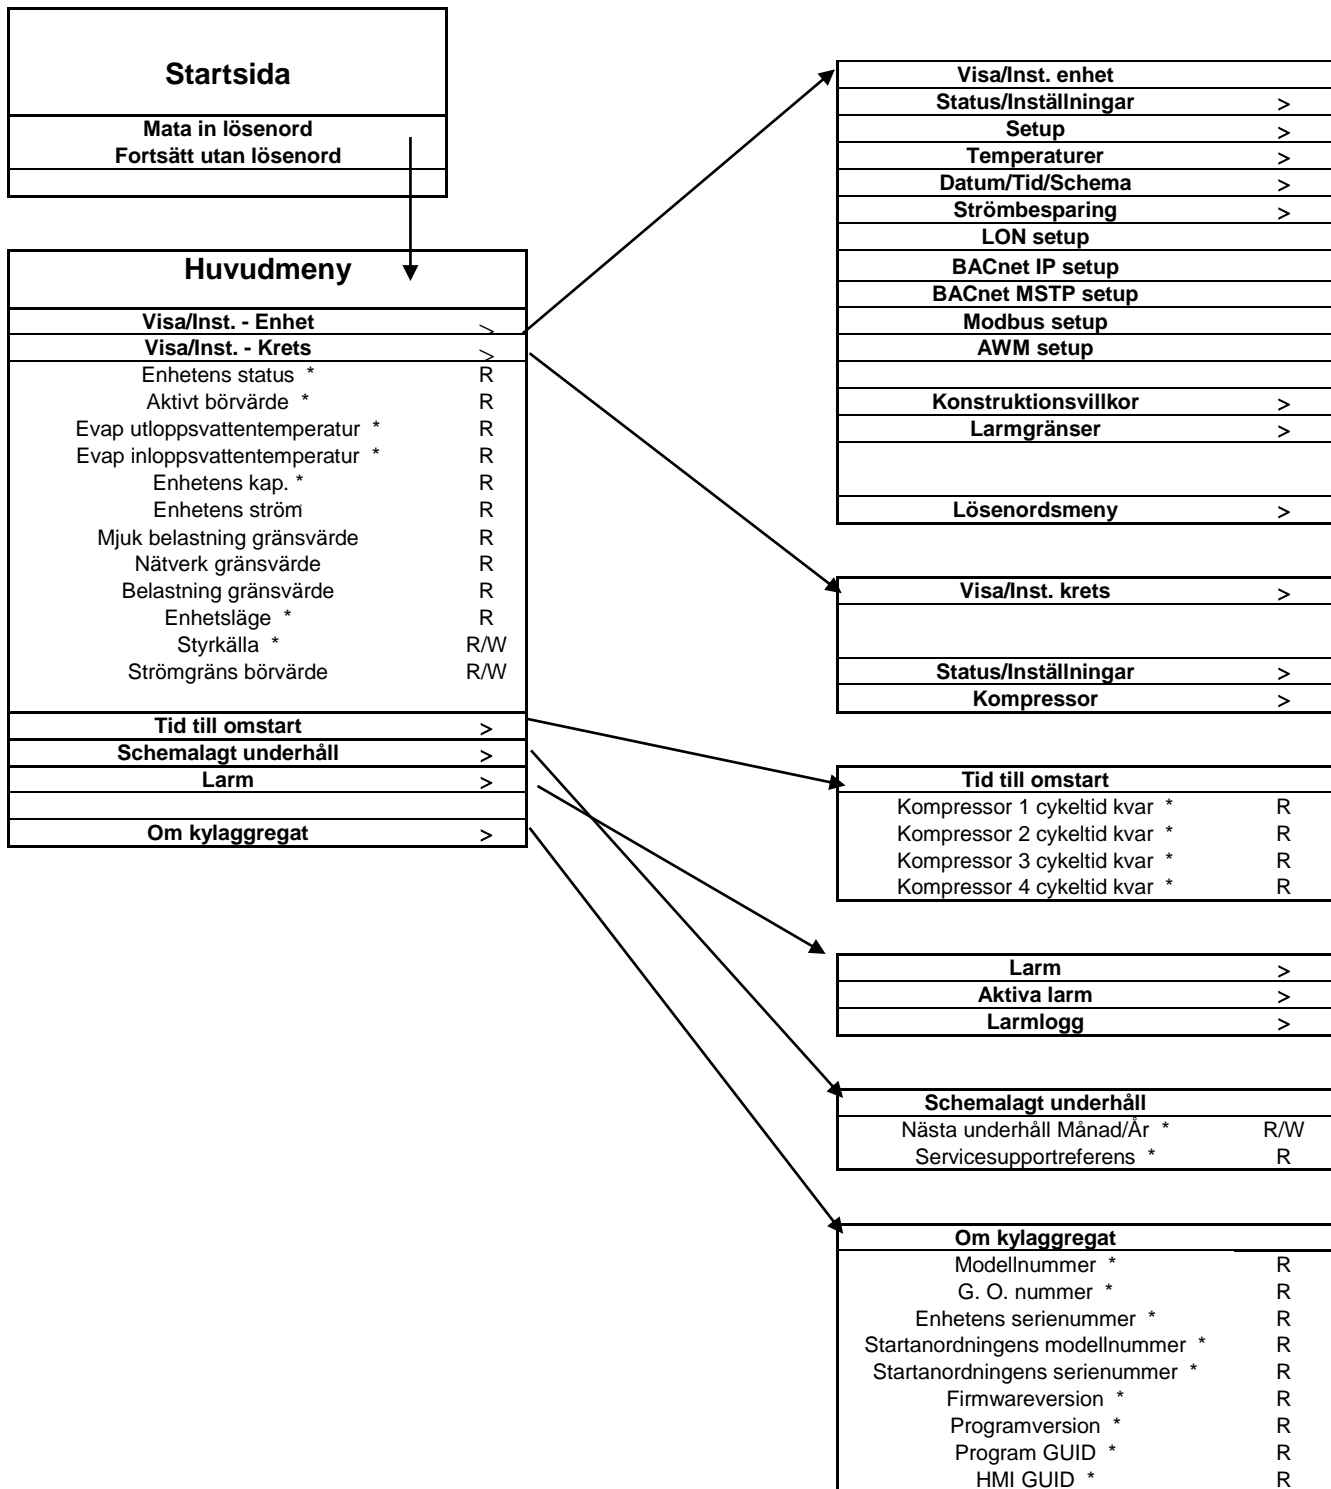 Startsida
Mata in lösenord
Fortsätt utan lösenord
Huvudmeny
Visa/Inst. - Enhet >
Visa/Inst. - Krets >
Enhetens status * R
Aktivt börvärde * R
Evap utloppsvattentemperatur * R
Evap inloppsvattentemperatur * R
Enhetens kap. * R
Enhetens ström R
Mjuk belastning gränsvärde R
Nätverk gränsvärde R
Belastning gränsvärde R
Enhetsläge * R
Styrkälla * R/W
Strömgräns börvärde R/W
Tid till omstart >
Schemalagt underhåll >
Larm >
Om kylaggregat >
Visa/Inst. enhet
Status/Inställningar >
Setup >
Temperaturer >
Datum/Tid/Schema >
Strömbesparing >
LON setup
BACnet IP setup
BACnet MSTP setup
Modbus setup
AWM setup
Konstruktionsvillkor >
Larmgränser >
Lösenordsmeny >
Visa/Inst. krets >
Status/Inställningar >
Kompressor >
Tid till omstart
Kompressor 1 cykeltid kvar * R
Kompressor 2 cykeltid kvar * R
Kompressor 3 cykeltid kvar * R
Kompressor 4 cykeltid kvar * R
Larm >
Aktiva larm >
Larmlogg >
Schemalagt underhåll
Nästa underhåll Månad/År * R/W
Servicesupportreferens * R
Om kylaggregat
Modellnummer * R
G. O. nummer * R
Enhetens serienummer * R
Startanordningens modellnummer * R
Startanordningens serienummer * R
Firmwareversion * R
Programversion * R
Program GUID * R
HMI GUID * R